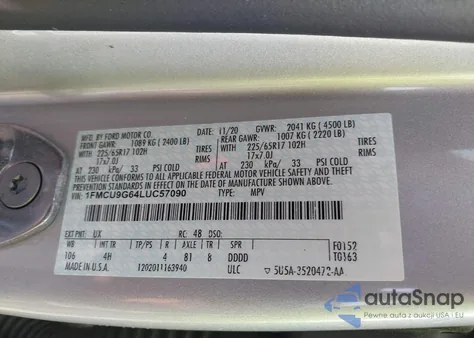 MFD. BY FORD MOTOR CO. 11/20 GVWR: 2041 KG ( 4500 LB)
FRONT GAWR: 1089 KG ( 2400 LB) REAR GAWR: 1007 KG ( 2220 LB)
WITH TIRES WITH TIRES
225/65R17 102H 225/65R17 102H
17x7.0J RIMS 17x7.0J RIMS
AT 230 kPa/ 33 PSI COLD AT 230 kPa/ 33 PSI COLD
THIS VEHICLE CONFORMS TO ALL APPLICABLE FEDERAL MOTOR VEHICLE SAFETY AND THEFT PREVENTION STANDARDS IN EFFECT ON THE DATE OF MANUFACTURE SHOWN ABOVE.
VIN: 1FMCU9G64LUC57090 TYPE: MPV
EXT PNT: UX RC: 48 DSO:
WB INT TR TP/PS R AXLE TR SPR F0152
106 4H 4 81 8 DDDD T0163
MADE IN U.S.A. 1202011163940 ULC 5U5A-3520472-AA
autoSnap
Pewne auta z aukcji USA i EU